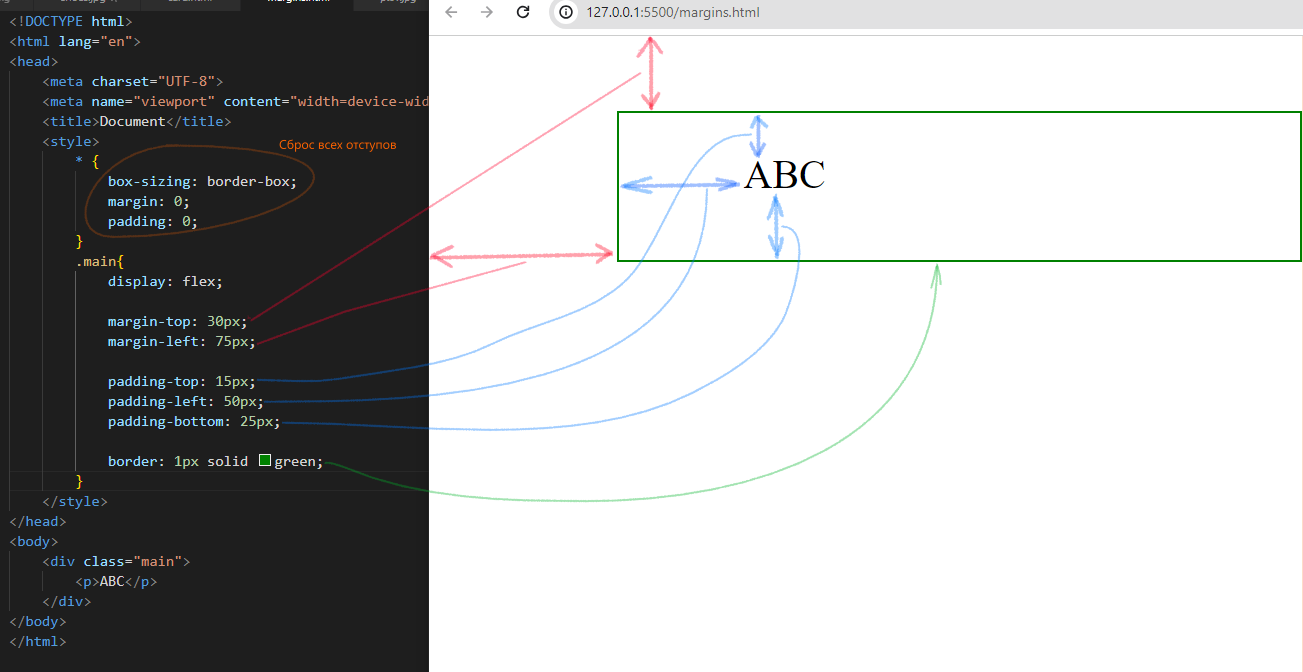 margins.html
127.0.0.1:5500/margins.html
<!DOCTYPE html>
<html lang="en">
<head>
<meta charset="UTF-8">
<meta name="viewport" content="width=device-wid
<title>Document</title>
<style>
Сброс всех отступов
* {
box-sizing: border-box;
margin: 0;
padding: 0;
}
.main{
display: flex;
margin-top: 30px;
margin-left: 75px;
padding-top: 15px;
padding-left: 50px;
padding-bottom: 25px;
border: 1px solid green;
}
</style>
</head>
<body>
<div class="main">
<p>ABC</p>
</div>
</body>
</html>
ABC